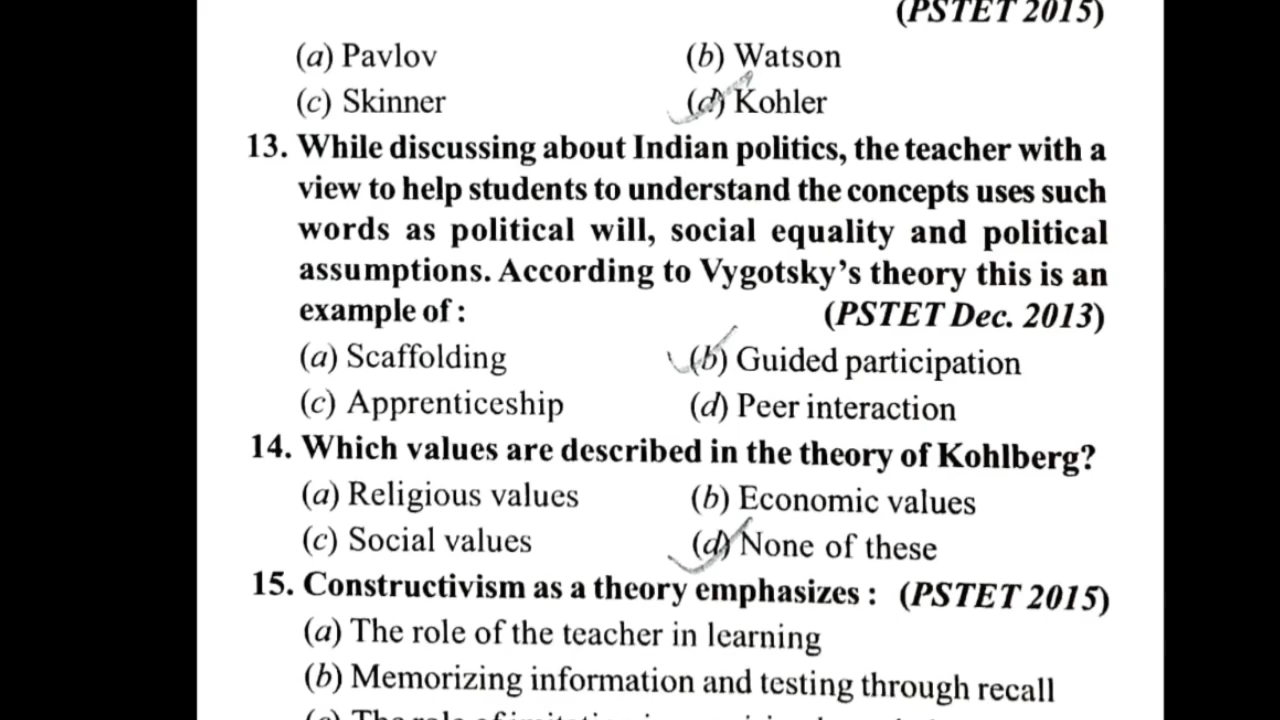 (PSTET 2015)
(a) Pavlov (b) Watson
(c) Skinner (d) Kohler
13. While discussing about Indian politics, the teacher with a
view to help students to understand the concepts uses such
words as political will, social equality and political
assumptions. According to Vygotsky's theory this is an
example of : (PSTET Dec. 2013)
(a) Scaffolding (b) Guided participation
(c) Apprenticeship (d) Peer interaction
14. Which values are described in the theory of Kohlberg?
(a) Religious values (b) Economic values
(c) Social values (d) None of these
15. Constructivism as a theory emphasizes : (PSTET 2015)
(a) The role of the teacher in learning
(b) Memorizing information and testing through recall
(c) The role of